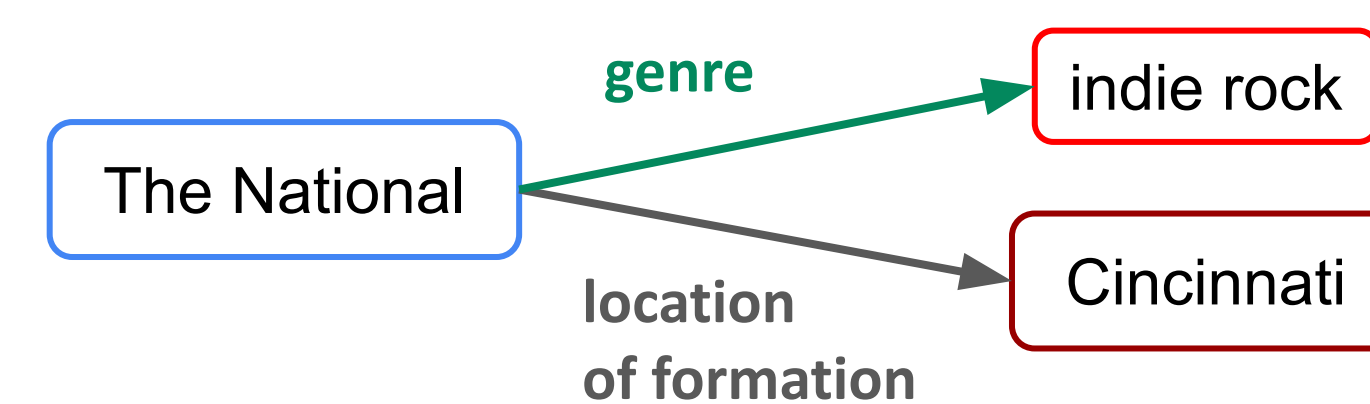 genre
indie rock
The National
Cincinnati
location
of formation